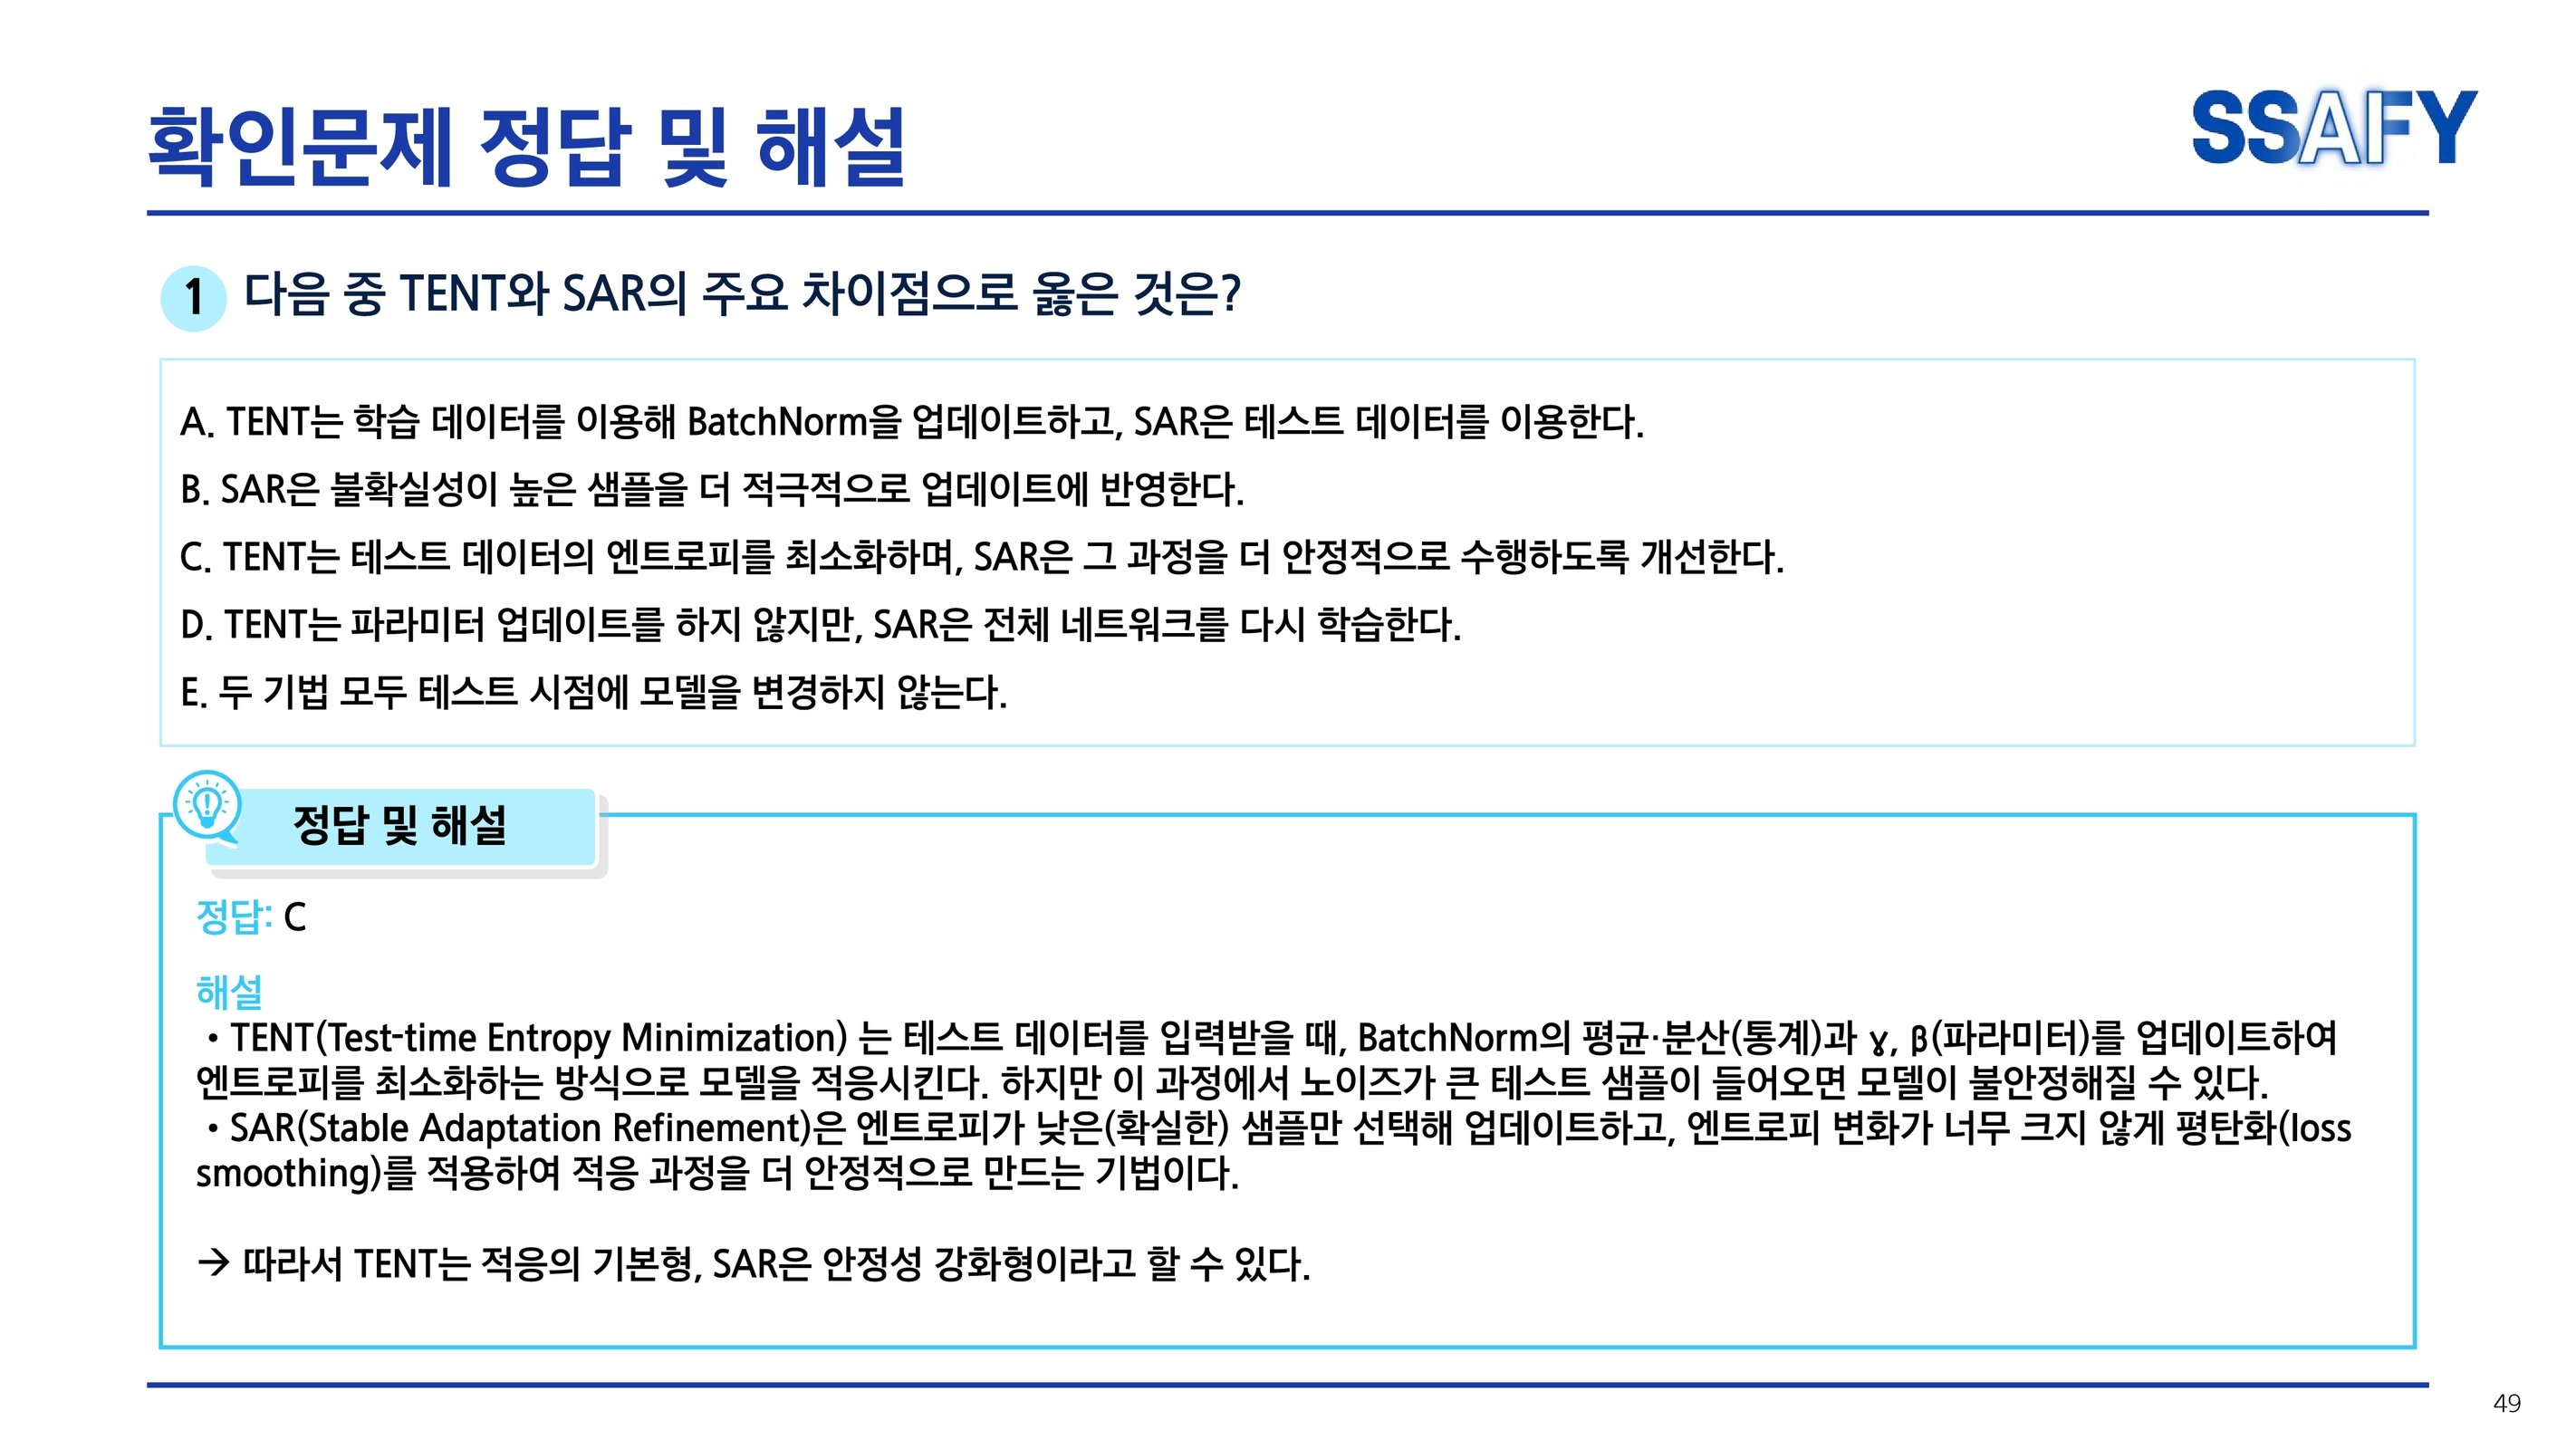 확인문제 정답 및 해설
SSAFY
1 다음 중 TENT와 SAR의 주요 차이점으로 옳은 것은?
A. TENT는 학습 데이터를 이용해 BatchNorm을 업데이트하고, SAR은 테스트 데이터를 이용한다.
B. SAR은 불확실성이 높은 샘플을 더 적극적으로 업데이트에 반영한다.
C. TENT는 테스트 데이터의 엔트로피를 최소화하며, SAR은 그 과정을 더 안정적으로 수행하도록 개선한다.
D. TENT는 파라미터 업데이트를 하지 않지만, SAR은 전체 네트워크를 다시 학습한다.
E. 두 기법 모두 테스트 시점에 모델을 변경하지 않는다.
정답 및 해설
정답: C
해설
• TENT(Test-time Entropy Minimization) 는 테스트 데이터를 입력받을 때, BatchNorm의 평균·분산(통계)과 γ, β(파라미터)를 업데이트하여
엔트로피를 최소화하는 방식으로 모델을 적응시킨다. 하지만 이 과정에서 노이즈가 큰 테스트 샘플이 들어오면 모델이 불안정해질 수 있다.
• SAR(Stable Adaptation Refinement)은 엔트로피가 낮은(확실한) 샘플만 선택해 업데이트하고, 엔트로피 변화가 너무 크지 않게 평탄화(loss
smoothing)를 적용하여 적응 과정을 더 안정적으로 만드는 기법이다.
→ 따라서 TENT는 적응의 기본형, SAR은 안정성 강화형이라고 할 수 있다.
49